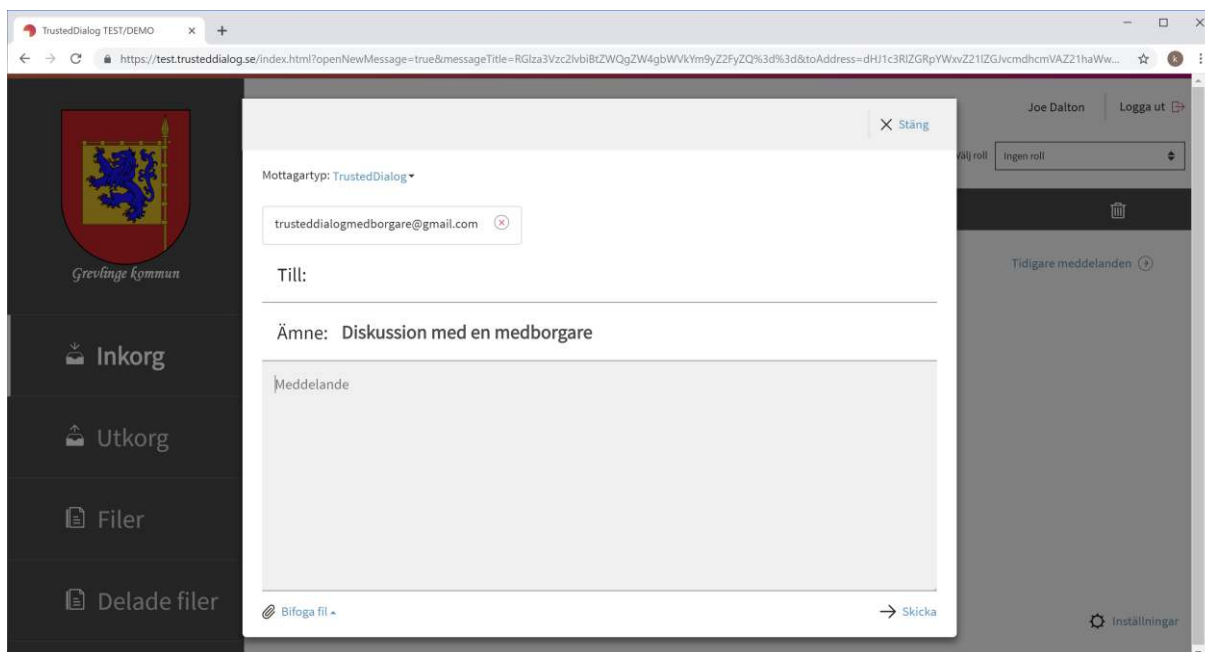 TrustedDialog TEST/DEMO
https://test.trusteddialog.se/index.html?openNewMessage=true&messageTitle=RGlza3Vzc2lvbiBtZWQgZW4gbWVkYm9yZ2FyZQ%3d%3d&toAddress=dHJ1c3RlZGRpYWxvZ21lZGJvcmdhcmVAZ21haWw...
k
Joe Dalton
Logga ut
Stäng
Välj roll
Ingen roll
Mottagartyp: TrustedDialog
trusteddialogmedborgare@gmail.com
Grevlinge kommun
Till:
Tidigare meddelanden
Ämne: Diskussion med en medborgare
Inkorg
Meddelande
Utkorg
Filer
Delade filer
Bifoga fil
Skicka
Inställningar